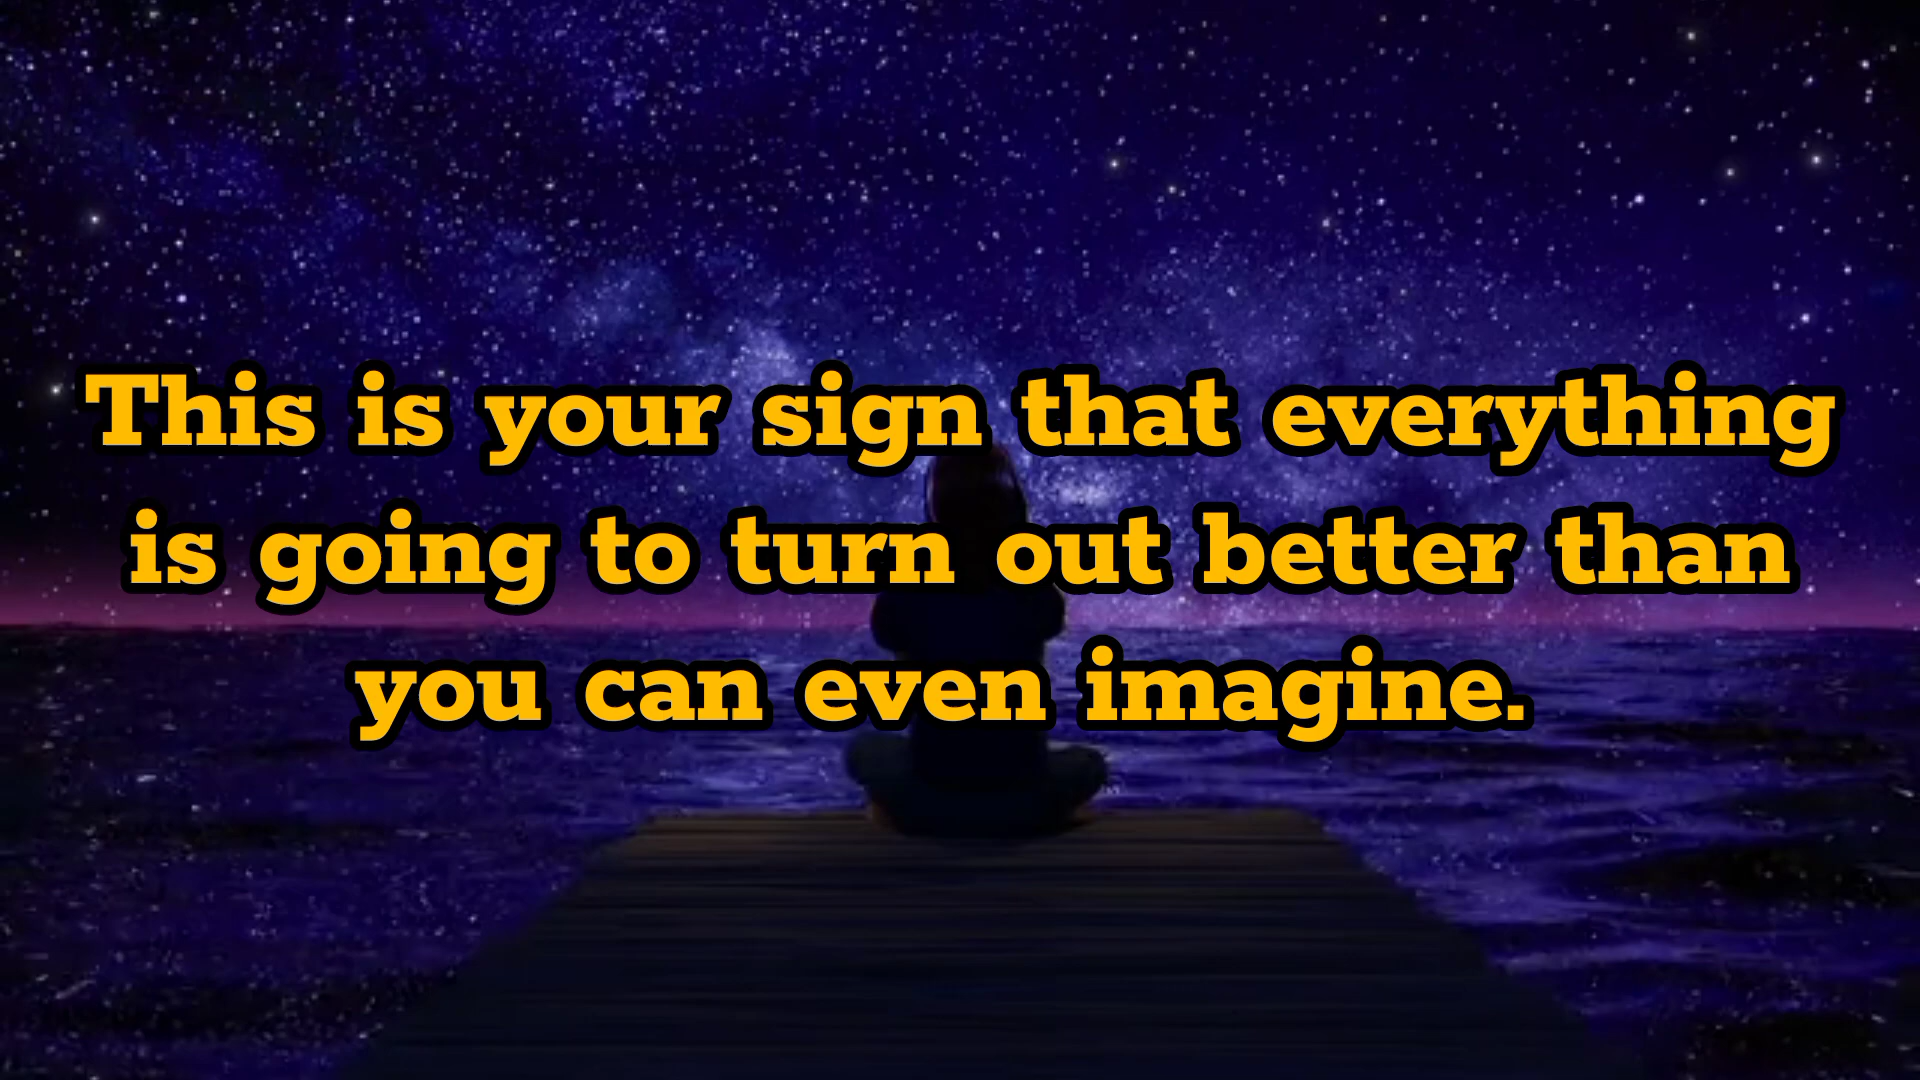 This is your sign that everything
is going to turn out better than
you can even imagine.